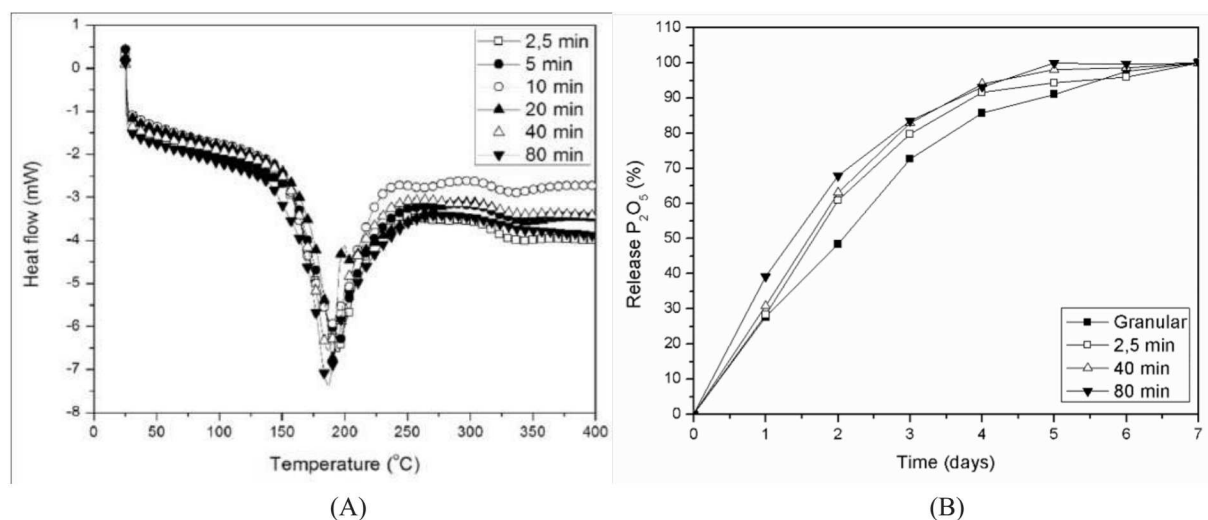 1
0
-1
-2
-3
-4
-5
-6
-7
-8
Heat flow (mW)
2,5 min
5 min
10 min
20 min
40 min
80 min
0 50 100 150 200 250 300 350 400
Temperature (°C)
(A)
110
100
90
80
70
60
50
40
30
20
10
0
Release P₂O₅ (%)
Granular
2,5 min
40 min
80 min
0 1 2 3 4 5 6 7
Time (days)
(B)